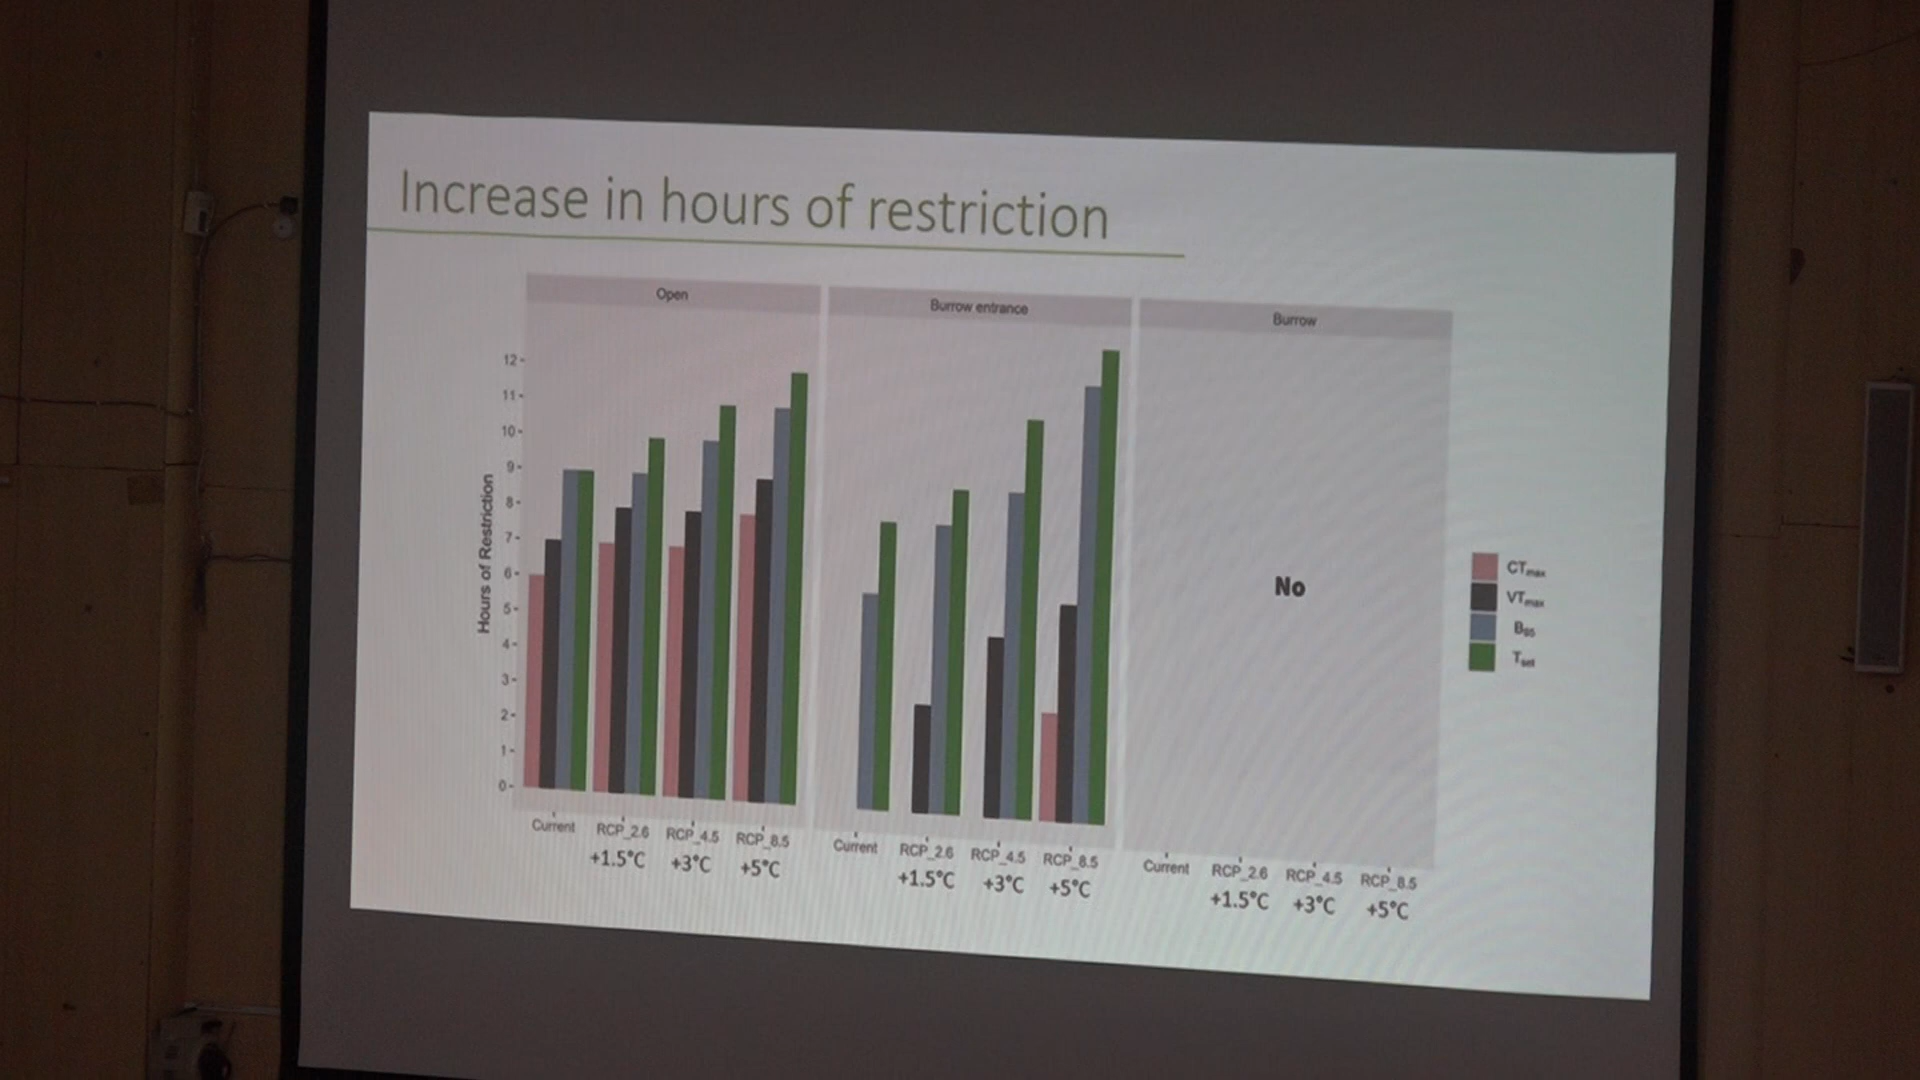 Increase in hours of restriction
Open
Burrow entrance
Burrow
Hours of Restriction
12
11
10
9
8
7
6
5
4
3
2
1
0
Current RCP_2.6 RCP_4.5 RCP_8.5
+1.5°C +3°C +5°C
Current RCP_2.6 RCP_4.5 RCP_8.5
+1.5°C +3°C +5°C
No
Current RCP_2.6 RCP_4.5 RCP_8.5
+1.5°C +3°C +5°C
CTmax
VTmax
B95
Tsel